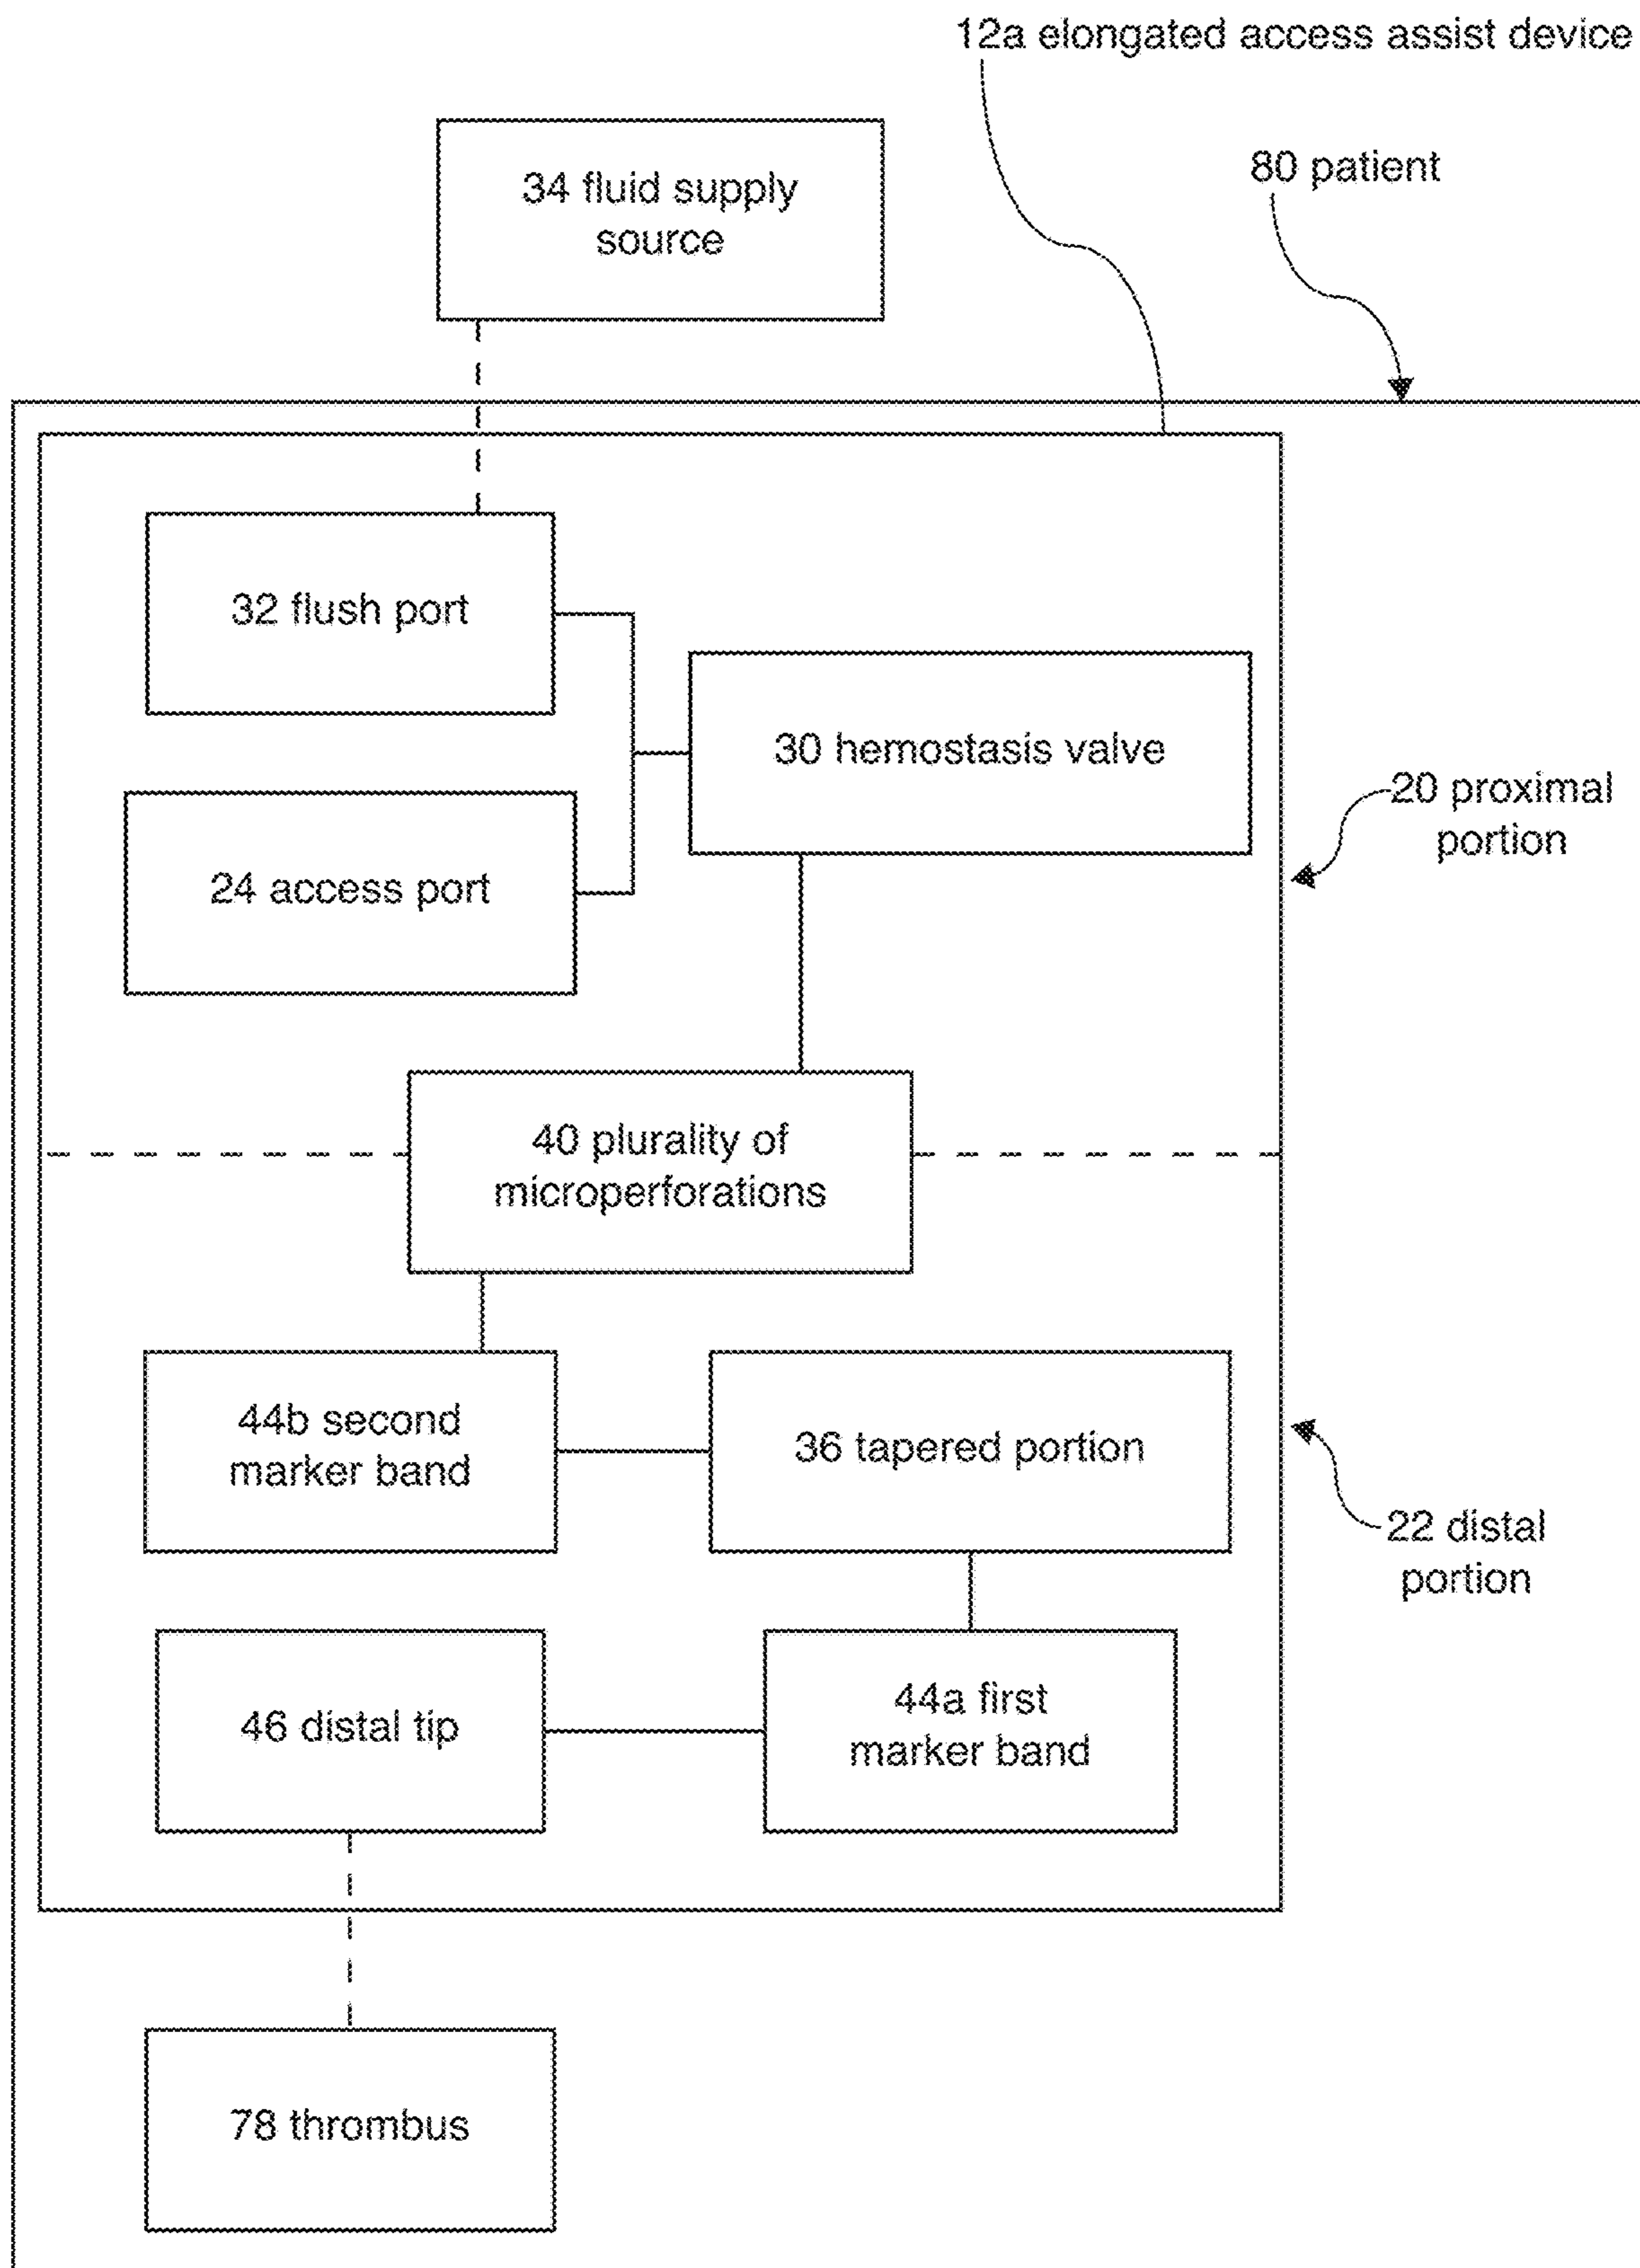 12a elongated access assist device
80 patient
34 fluid supply
source
32 flush port
30 hemostasis valve
20 proximal
portion
24 access port
40 plurality of
microperforations
44b second
marker band
36 tapered portion
22 distal
portion
46 distal tip
44a first
marker band
78 thrombus